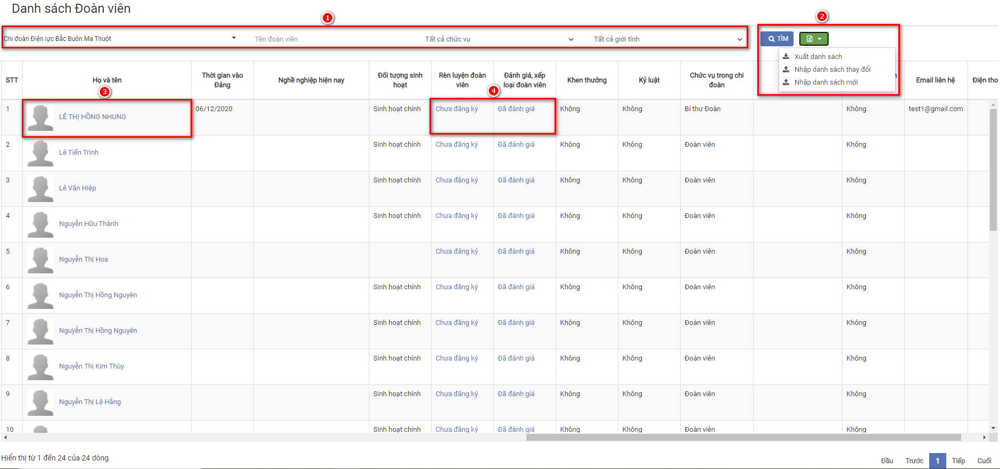 Danh sách Đoàn viên
1
2
Chi đoàn Điện lực Bắc Buôn Ma Thuột Tên đoàn viên Tất cả chức vụ Tất cả giới tính TÌM
Xuất danh sách
Nhập danh sách thay đổi
Nhập danh sách mới
STT Họ và tên Thời gian vào Đảng Nghề nghiệp hiện nay Đối tượng sinh hoạt Rèn luyện đoàn viên Đánh giá, xếp loại đoàn viên Khen thưởng Kỷ luật Chức vụ trong chi đoàn Email liên hệ Điện tho
3
4
1 LÊ THỊ HỒNG NHUNG 06/12/2020 Sinh hoạt chính Chưa đăng ký Đã đánh giá Không Không Bí thư Đoàn Không test1@gmail.com
2 Lê Tiến Trình Sinh hoạt chính Chưa đăng ký Đã đánh giá Không Không Đoàn viên Không
3 Lê Văn Hiệp Sinh hoạt chính Chưa đăng ký Đã đánh giá Không Không Đoàn viên Không
4 Nguyễn Hữu Thành Sinh hoạt chính Chưa đăng ký Đã đánh giá Không Không Đoàn viên Không
5 Nguyễn Thị Hoa Chưa đăng ký Đã đánh giá Không Không Đoàn viên Không
6 Nguyễn Thị Hồng Nguyên Sinh hoạt chính Chưa đăng ký Đã đánh giá Không Không Đoàn viên Không
7 Nguyễn Thị Hồng Nguyên Sinh hoạt chính Chưa đăng ký Đã đánh giá Không Không Đoàn viên Không
8 Nguyễn Thị Kim Thùy Sinh hoạt chính Chưa đăng ký Đã đánh giá Không Không Đoàn viên Không
9 Nguyễn Thị Lệ Hằng Sinh hoạt chính Chưa đăng ký Đã đánh giá Không Không Đoàn viên Không
10 Sinh hoạt chính Chưa đăng ký Đã đánh giá Không Không Đoàn viên Không
Hiển thị từ 1 đến 24 của 24 dòng
Đầu Trước 1 Tiếp Cuối